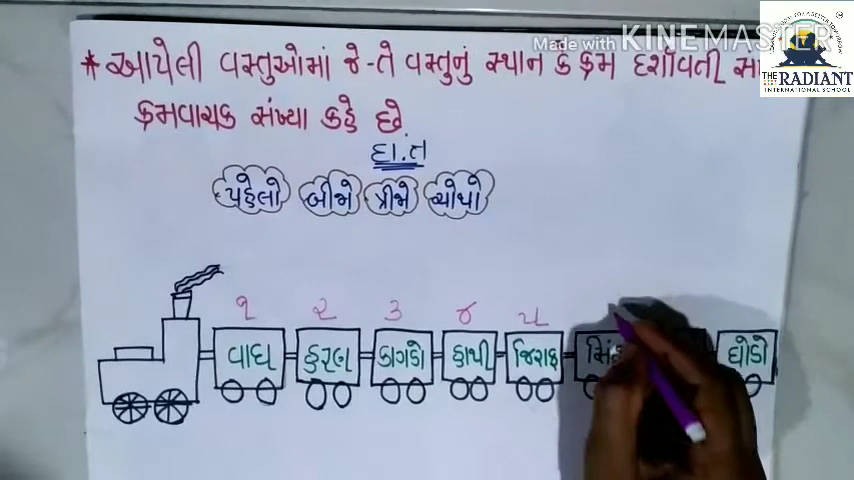 * આપેલી વસ્તુઓમાં જે-તે વસ્તુનું સ્થાન કે ક્રમ દર્શાવતી
ક્રમવાચક સંખ્યા કહે છે
દા.ત
પહેલો બીજો ત્રીજો ચોથો
૧ ૨ ૩ ૪ ૫
વાઘ હરણ કાગડો હાથી જિરાફ ઘોડો
Made with KINEMASTER
THE RADIANT
INTERNATIONAL SCHOOL